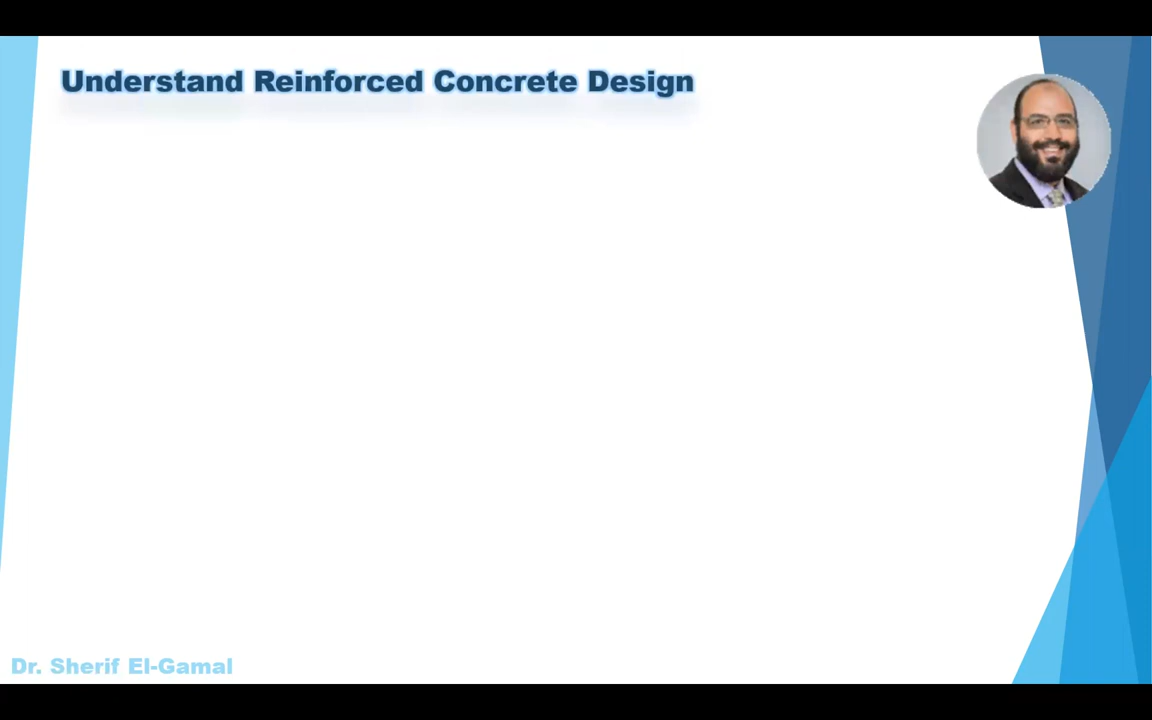 Understand Reinforced Concrete Design
Dr. Sherif El-Gamal